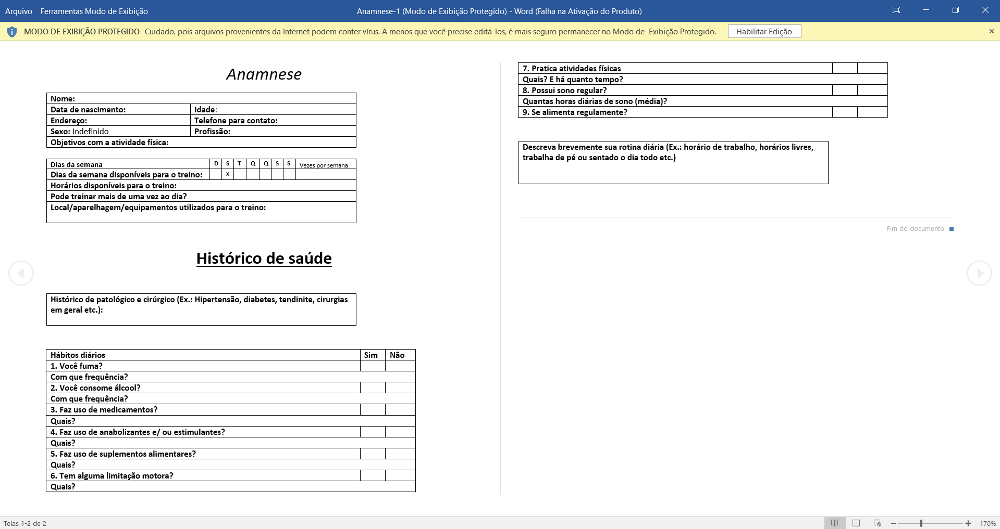 Arquivo Ferramentas Modo de Exibição Anamnese-1 (Modo de Exibição Protegido) - Word (Falha na Ativação do Produto)
MODO DE EXIBIÇÃO PROTEGIDO Cuidado, pois arquivos provenientes da Internet podem conter vírus. A menos que você precise editá-los, é mais seguro permanecer no Modo de Exibição Protegido. Habilitar Edição
Anamnese
Nome:
Data de nascimento: Idade:
Endereço: Telefone para contato:
Sexo: Indefinido Profissão:
Objetivos com a atividade física:
Dias da semana D S T Q Q S S Vezes por semana
Dias da semana disponíveis para o treino: x
Horários disponíveis para o treino:
Pode treinar mais de uma vez ao dia?
Local/aparelhagem/equipamentos utilizados para o treino:
Histórico de saúde
Histórico de patológico e cirúrgico (Ex.: Hipertensão, diabetes, tendinite, cirurgias
em geral etc.):
Hábitos diários Sim Não
1. Você fuma?
Com que frequência?
2. Você consome álcool?
Com que frequência?
3. Faz uso de medicamentos?
Quais?
4. Faz uso de anabolizantes e/ ou estimulantes?
Quais?
5. Faz uso de suplementos alimentares?
Quais?
6. Tem alguma limitação motora?
Quais?
7. Pratica atividades físicas
Quais? E há quanto tempo?
8. Possui sono regular?
Quantas horas diárias de sono (média)?
9. Se alimenta regulamente?
Descreva brevemente sua rotina diária (Ex.: horário de trabalho, horários livres,
trabalha de pé ou sentado o dia todo etc.)
Fim do documento
Telas 1-2 de 2 170%